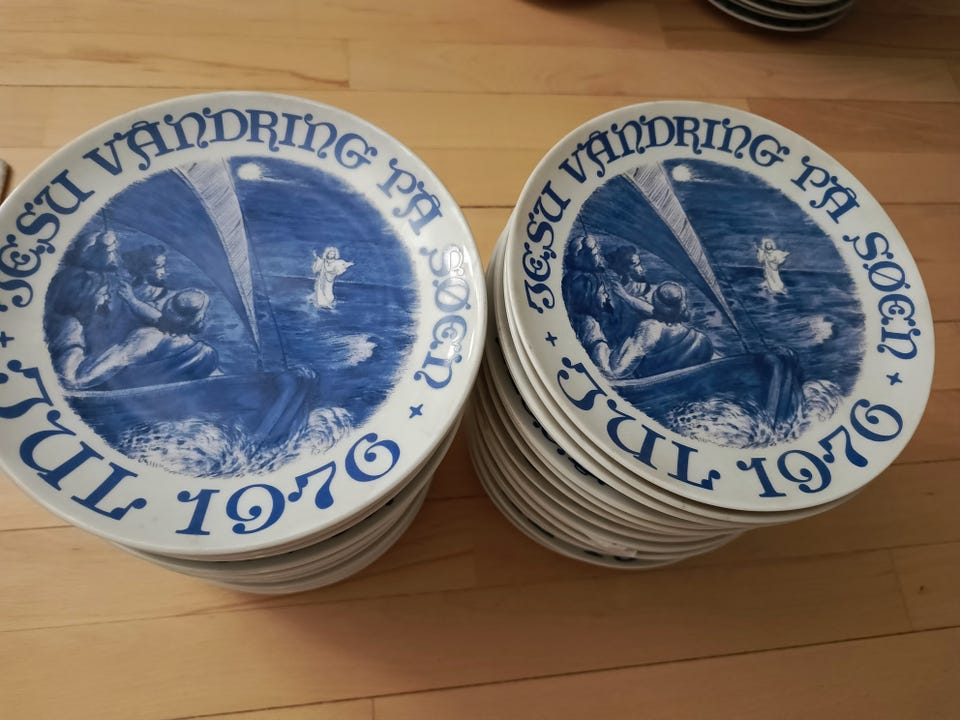 JESU VANDRING PÅ SØEN
JUL 1976
JESU VANDRING PÅ SØEN
JUL 1976